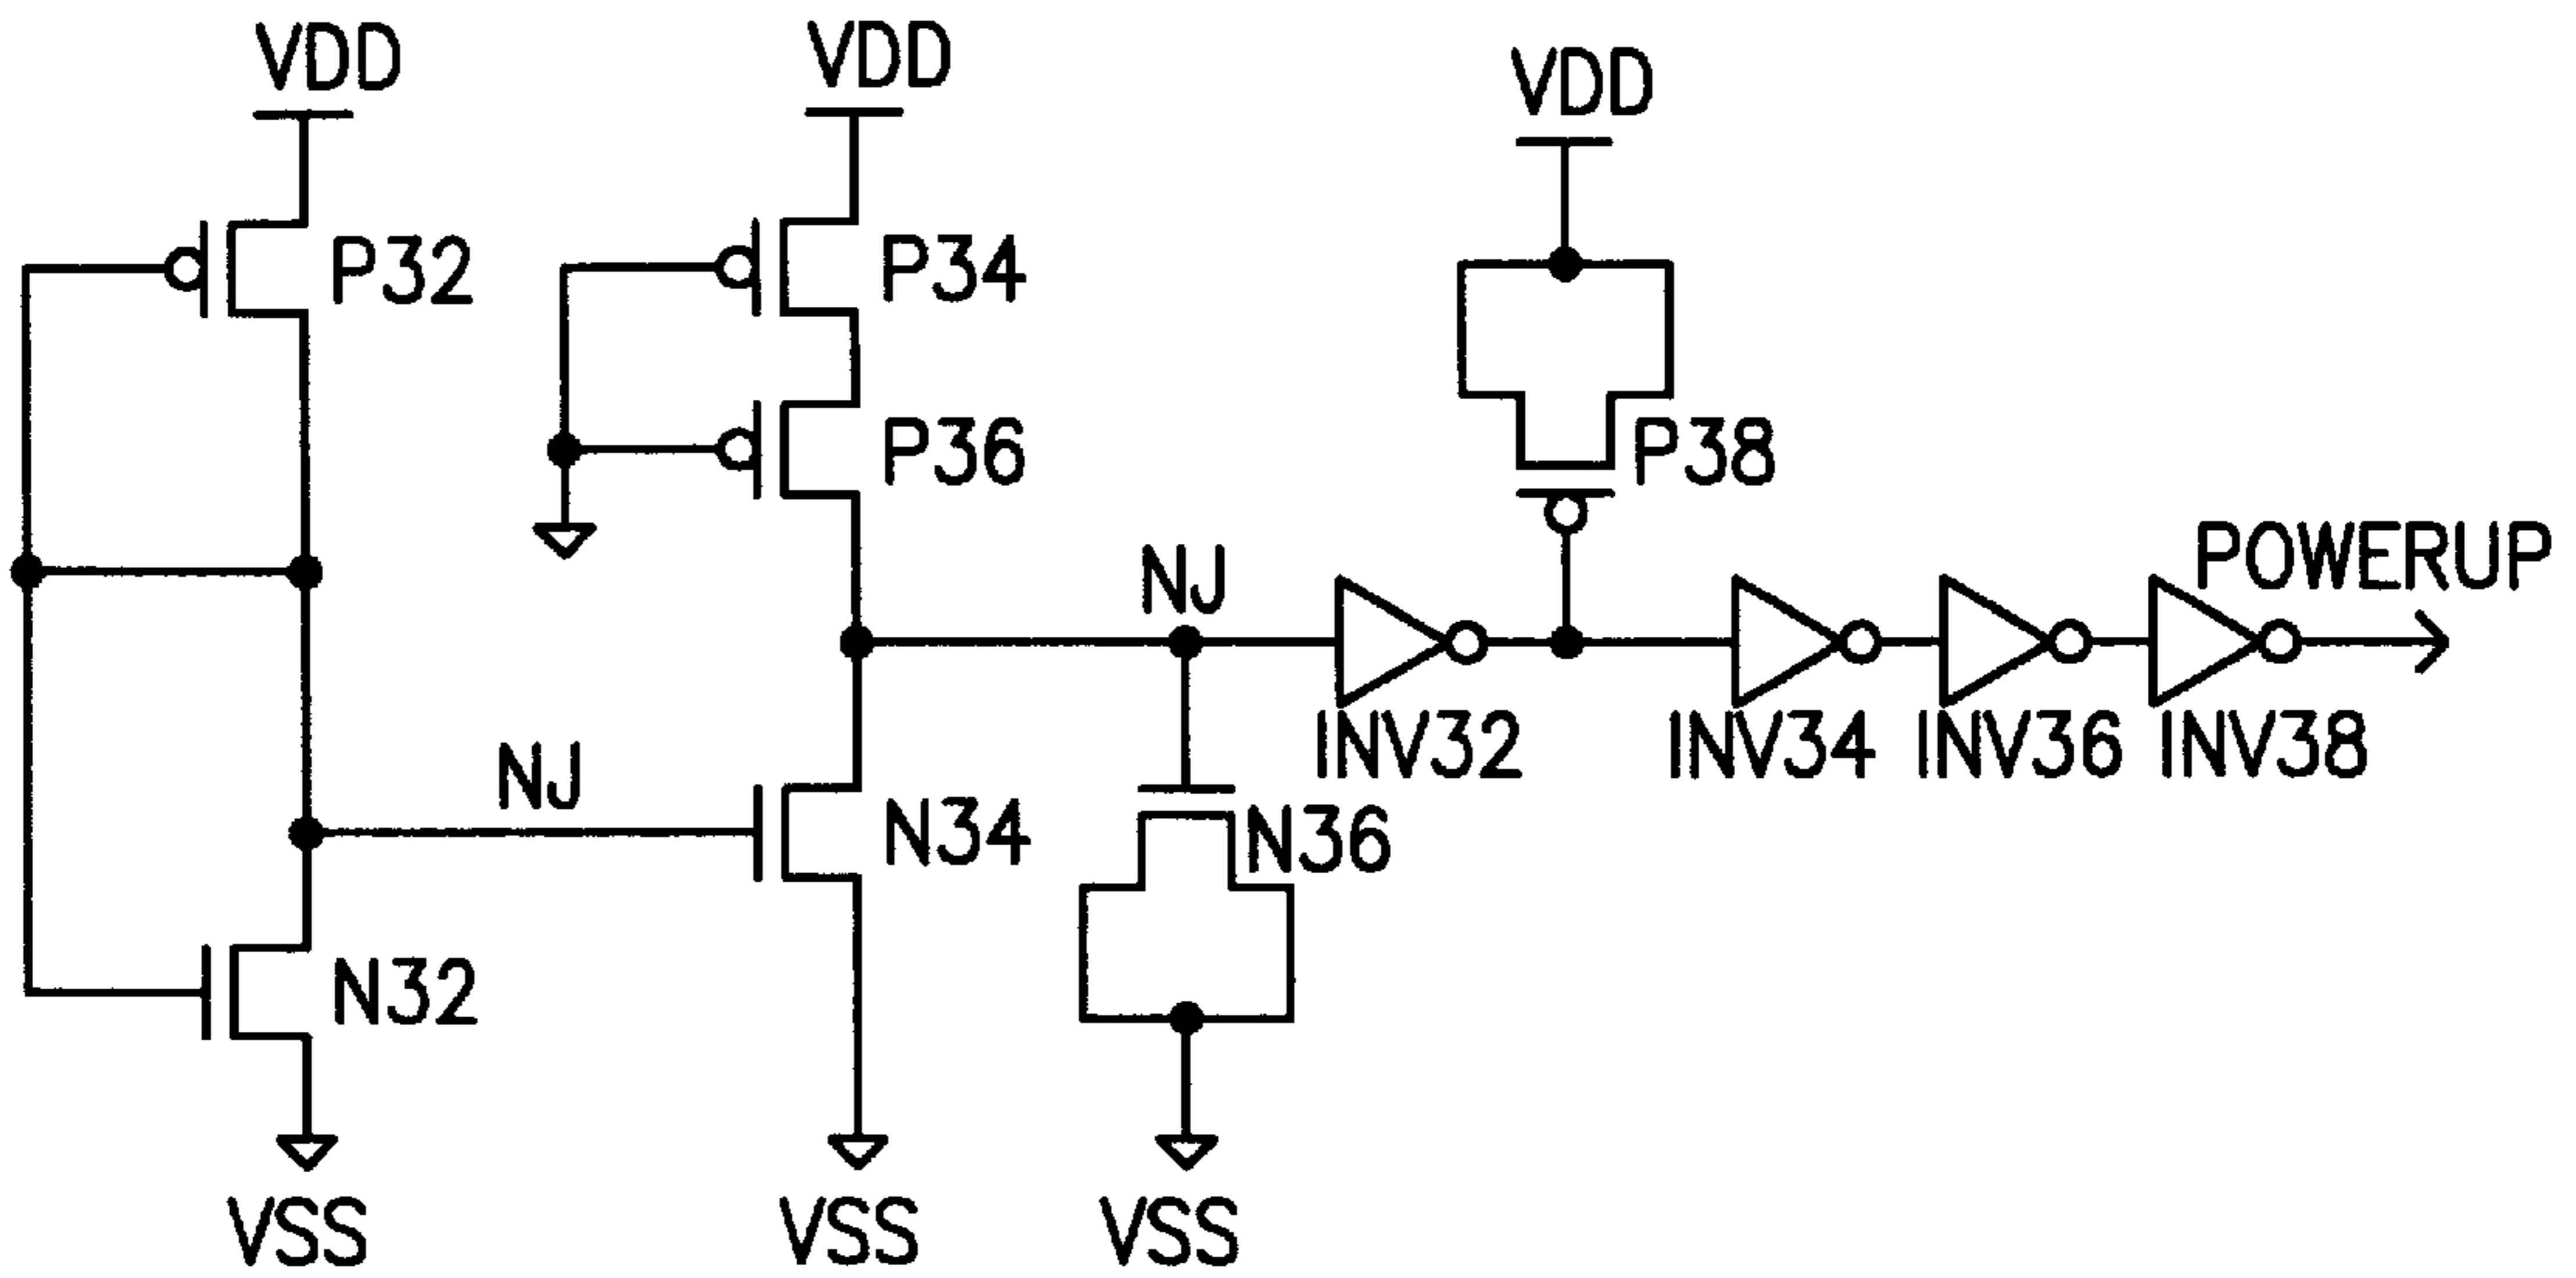 VDD
VDD
VDD
P32
P34
P36
P38
NJ
POWERUP
INV32
INV34
INV36
INV38
NJ
N34
N36
N32
VSS
VSS
VSS